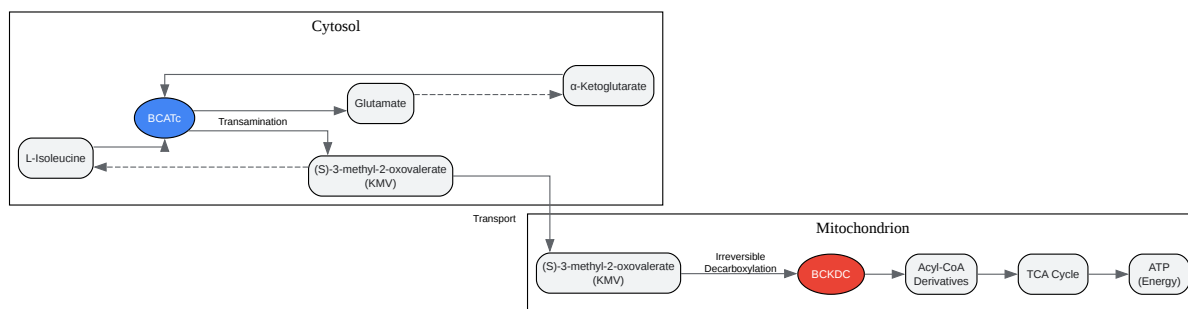 Cytosol
α-Ketoglutarate
Glutamate
BCATc
Transamination
L-Isoleucine
(S)-3-methyl-2-oxovalerate
(KMV)
Transport
Mitochondrion
(S)-3-methyl-2-oxovalerate
(KMV)
Irreversible
Decarboxylation
BCKDC
Acyl-CoA
Derivatives
TCA Cycle
ATP
(Energy)